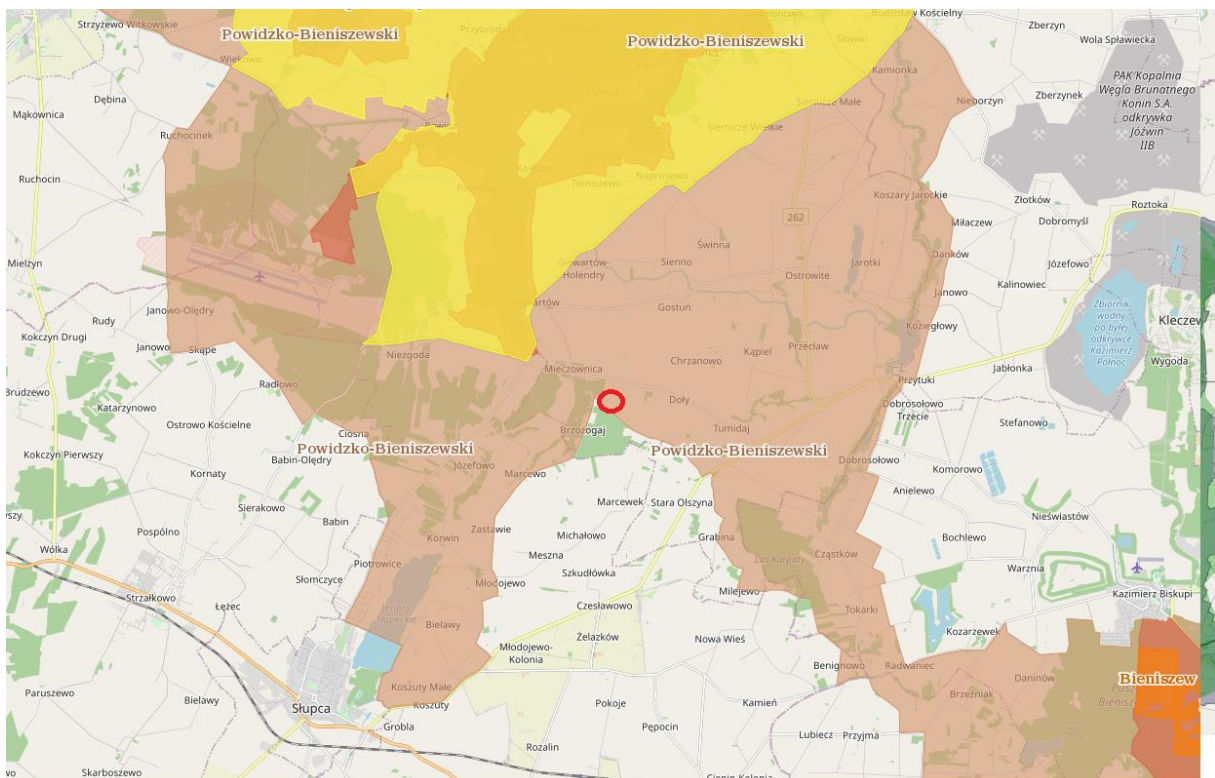 Strzyżewo Witkowskie
Powidzko-Bieniszewski
Powidzko-Bieniszewski
Kościelny
Zberzyn
Wola Spławiecka
Słowiki
Kamionka
PAK Kopalnia
Węgla Brunatnego
Konin S.A.
odkrywka
Jóźwin
IIB
Zberzynek
Nieborzyn
Dębina
Mąkownica
Ruchocinek
Siernicze Małe
Siernicze Wielkie
Ruchocin
Naprusewo
Tomiszewo
Koszary Jarockie
Złotków
Roztoka
Dobromyśl
262
Miłaczew
Mielżyn
Świnna
Sienno
Giewartów-
Holendry
Ostrowite
Jarotki
Danków
Józefowo
Kalinowiec
Janowo
Gostuń
Janowo-Olędry
Rudy
Kokczyn Drugi
Janowo
Skąpe
Zbiornik
wodny
po byłej
odkrywce
Kazimierz
Północ
Kleczew
Kozięgłowy
Wygoda
Niezgoda
Mieczownica
Chrzanowo
Kąpiel
Przecław
Jabłonka
Przytuki
Brudzewo
Radłowo
Katarzynowo
Doły
Dobrosołowo
Trzecie
Stefanowo
Ostrowo Kościelne
Ciosna
Brzozogaj
Tumidaj
Powidzko-Bieniszewski
Powidzko-Bieniszewski
Kokczyn Pierwszy
Babin-Olędry
Józefowo
Marcewo
Dobrosołowo
Komorowo
Kornaty
Anielewo
Sierakowo
Marcewek
Stara Olszyna
Nieświastów
Babin
Zastawie
Michałowo
Grabina
Bochlewo
Pospólno
Wólka
Korwin
Meszna
Las Karpaty
Cząstków
Warznia
Piotrowice
Słomczyce
Szkudłówka
Młodojewo
Milejewo
Kazimierz Biskupi
Strzałkowo
Łężec
Czesławowo
Tokarki
Jezioro
Słupeckie
Bielawy
Żelazków
Nowa Wieś
Kozarzewek
Młodojewo-
Kolonia
Benignowo
Radwaniec
Daninów
Bieniszew
Paruszewo
Bielawy
Koszuty Małe
Brzeźniak
Słupca
Koszuty
Pokoje
Kamień
Grobla
Pępocin
Lubiecz
Przyjma
Rozalin
Skarboszewo
Cienin-Kolonia